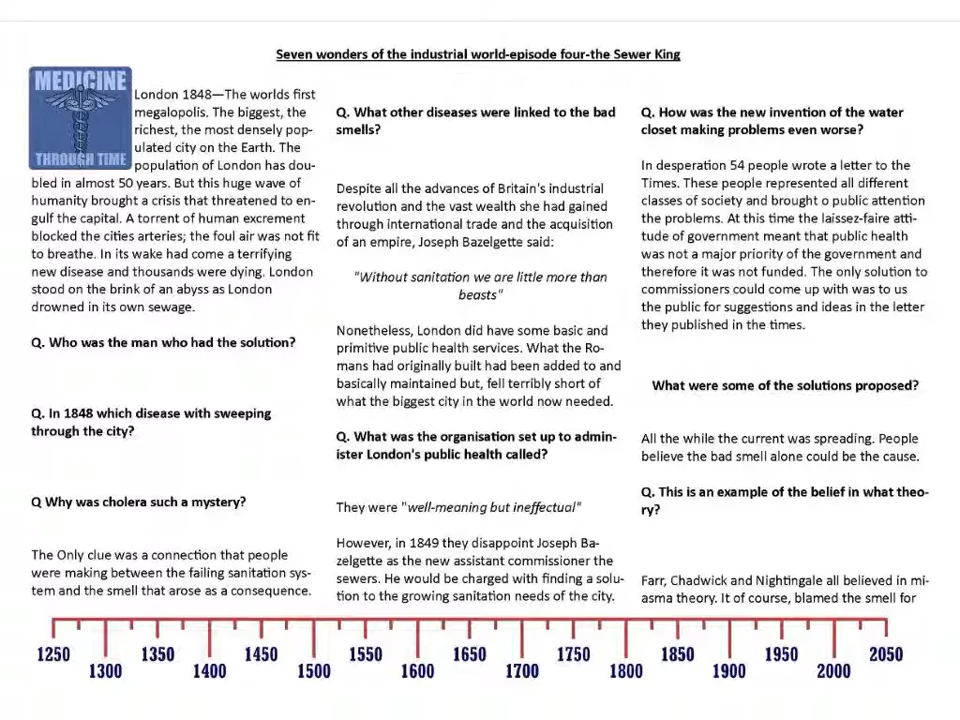 Seven wonders of the industrial world-episode four-the Sewer King
MEDICINE
THROUGH TIME
London 1848—The worlds first
megalopolis. The biggest, the
richest, the most densely pop-
ulated city on the Earth. The
population of London has dou-
bled in almost 50 years. But this huge wave of
humanity brought a crisis that threatened to en-
gulf the capital. A torrent of human excrement
blocked the cities arteries; the foul air was not fit
to breathe. In its wake had come a terrifying
new disease and thousands were dying. London
stood on the brink of an abyss as London
drowned in its own sewage.
Q. Who was the man who had the solution?
Q. In 1848 which disease with sweeping
through the city?
Q Why was cholera such a mystery?
The Only clue was a connection that people
were making between the failing sanitation sys-
tem and the smell that arose as a consequence.
Q. What other diseases were linked to the bad
smells?
Despite all the advances of Britain's industrial
revolution and the vast wealth she had gained
through international trade and the acquisition
of an empire, Joseph Bazelgette said:
"Without sanitation we are little more than
beasts"
Nonetheless, London did have some basic and
primitive public health services. What the Ro-
mans had originally built had been added to and
basically maintained but, fell terribly short of
what the biggest city in the world now needed.
Q. What was the organisation set up to admin-
ister London's public health called?
They were "well-meaning but ineffectual"
However, in 1849 they disappoint Joseph Ba-
zelgette as the new assistant commissioner the
sewers. He would be charged with finding a solu-
tion to the growing sanitation needs of the city.
Q. How was the new invention of the water
closet making problems even worse?
In desperation 54 people wrote a letter to the
Times. These people represented all different
classes of society and brought o public attention
the problems. At this time the laissez-faire atti-
tude of government meant that public health
was not a major priority of the government and
therefore it was not funded. The only solution to
commissioners could come up with was to us
the public for suggestions and ideas in the letter
they published in the times.
What were some of the solutions proposed?
All the while the current was spreading. People
believe the bad smell alone could be the cause.
Q. This is an example of the belief in what theo-
ry?
Farr, Chadwick and Nightingale all believed in mi-
asma theory. It of course, blamed the smell for
1250 1350 1450 1550 1650 1750 1850 1950 2050
1300 1400 1500 1600 1700 1800 1900 2000